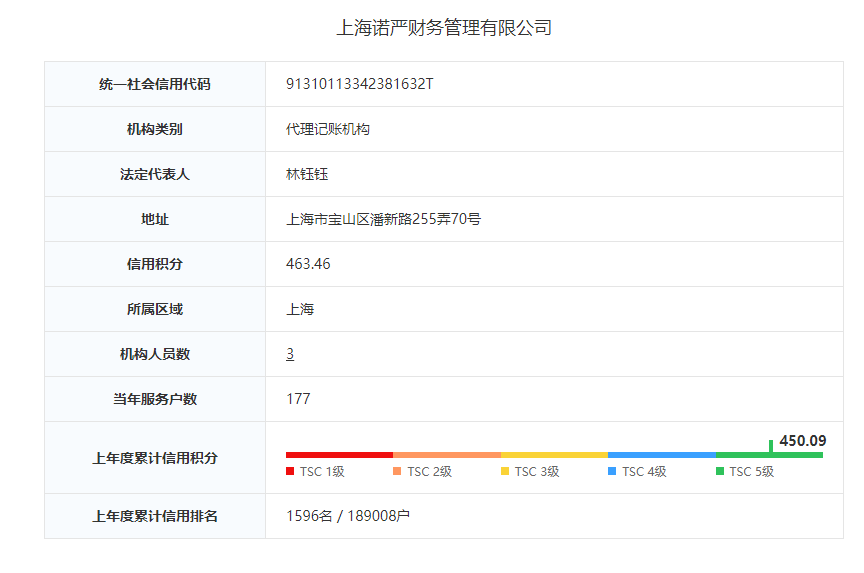 上海诺严财务管理有限公司
统一社会信用代码 91310113342381632T
机构类别 代理记账机构
法定代表人 林钰钰
地址 上海市宝山区潘新路255弄70号
信用积分 463.46
所属区域 上海
机构人员数 3
当年服务户数 177
上年度累计信用积分 450.09
TSC 1级 TSC 2级 TSC 3级 TSC 4级 TSC 5级
上年度累计信用排名 1596名 / 189008户